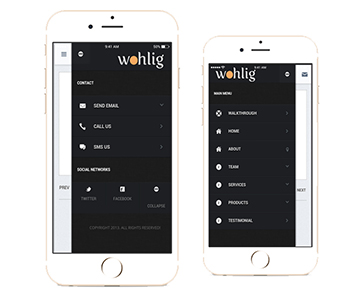 9:41 AM
50%
wohlig
CONTACT
SEND EMAIL
CALL US
SMS US
SOCIAL NETWORKS
PREV
TWITTER
FACEBOOK
COLLAPSE
COPYRIGHT 2015. ALL RIGHTS RESERVED.
9:41 AM
wohlig
MAIN MENU
WALKTHROUGH
HOME
ABOUT
TEAM
SERVICES
NEXT
PRODUCTS
TESTIMONIAL